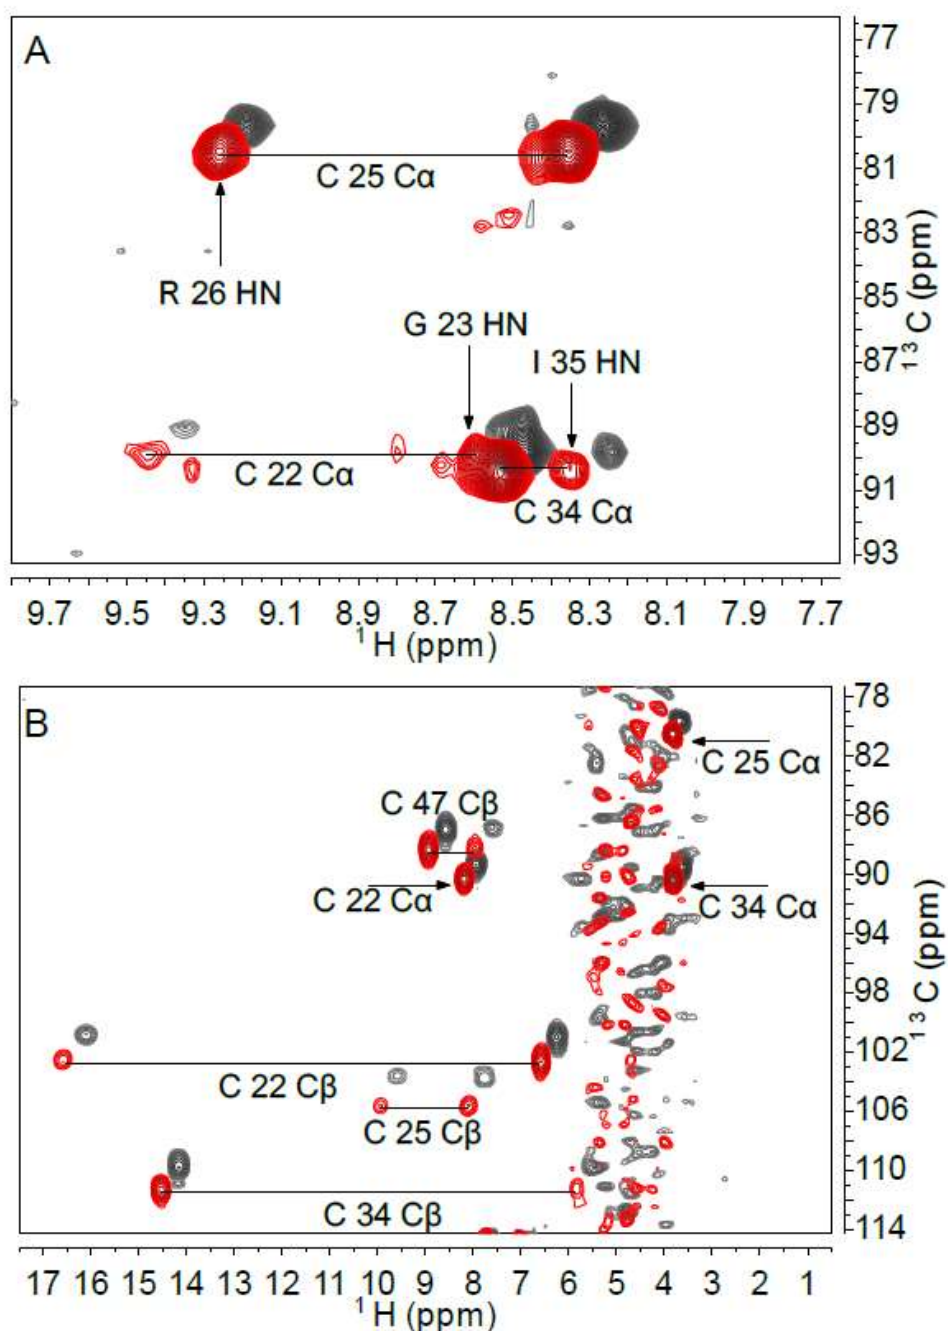 A
77
79
81
C 25 Cα
83
R 26 HN
85
G 23 HN
I 35 HN
87
89
C 22 Cα
91
C 34 Cα
93
¹³C (ppm)
9.7 9.5 9.3 9.1 8.9 8.7 8.5 8.3 8.1 7.9 7.7
¹H (ppm)
B
78
82
C 25 Cα
C 47 Cβ
86
90
C 22 Cα
C 34 Cα
94
98
102
C 22 Cβ
106
C 25 Cβ
110
C 34 Cβ
114
¹³C (ppm)
17 16 15 14 13 12 11 10 9 8 7 6 5 4 3 2 1
¹H (ppm)